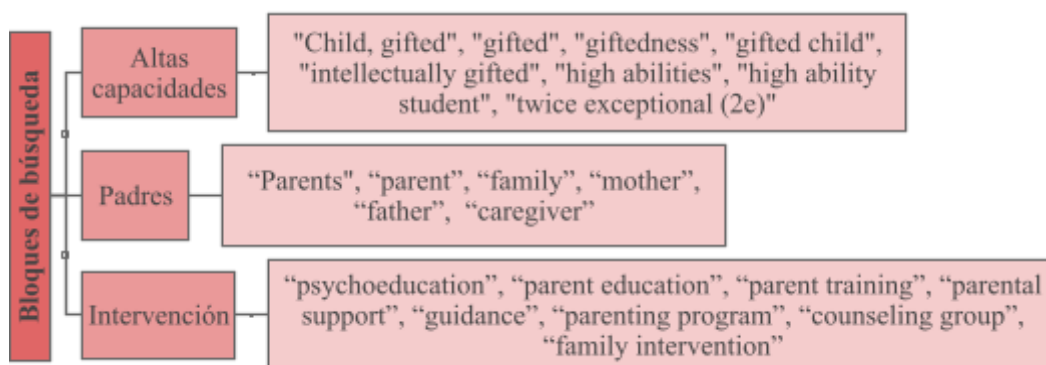 Bloques de búsqueda
Altas
capacidades
"Child, gifted", "gifted", "giftedness", "gifted child",
"intellectually gifted", "high abilities", "high ability
student", "twice exceptional (2e)"
Padres
“Parents", “parent”, “family”, “mother”,
“father”, “caregiver”
Intervención
“psychoeducation”, “parent education”, “parent training”, “parental
support”, “guidance”, “parenting program”, “counseling group”,
“family intervention”